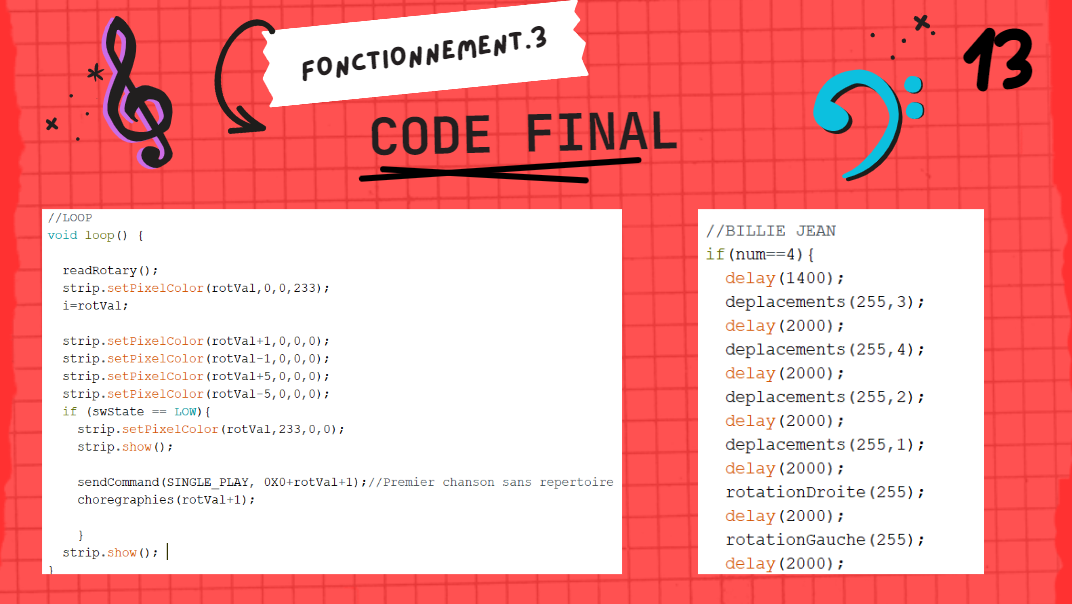 FONCTIONNEMENT.3
13
CODE FINAL
//LOOP
void loop() {
readRotary();
strip.setPixelColor(rotVal,0,0,233);
i=rotVal;
strip.setPixelColor(rotVal+1,0,0,0);
strip.setPixelColor(rotVal-1,0,0,0);
strip.setPixelColor(rotVal+5,0,0,0);
strip.setPixelColor(rotVal-5,0,0,0);
if (swState == LOW){
strip.setPixelColor(rotVal,233,0,0);
strip.show();
sendCommand(SINGLE_PLAY, 0X0+rotVal+1);//Premier chanson sans repertoire
choregraphies(rotVal+1);
}
strip.show();
}
//BILLIE JEAN
if(num==4){
delay(1400);
deplacements(255,3);
delay(2000);
deplacements(255,4);
delay(2000);
deplacements(255,2);
delay(2000);
deplacements(255,1);
delay(2000);
rotationDroite(255);
delay(2000);
rotationGauche(255);
delay(2000);